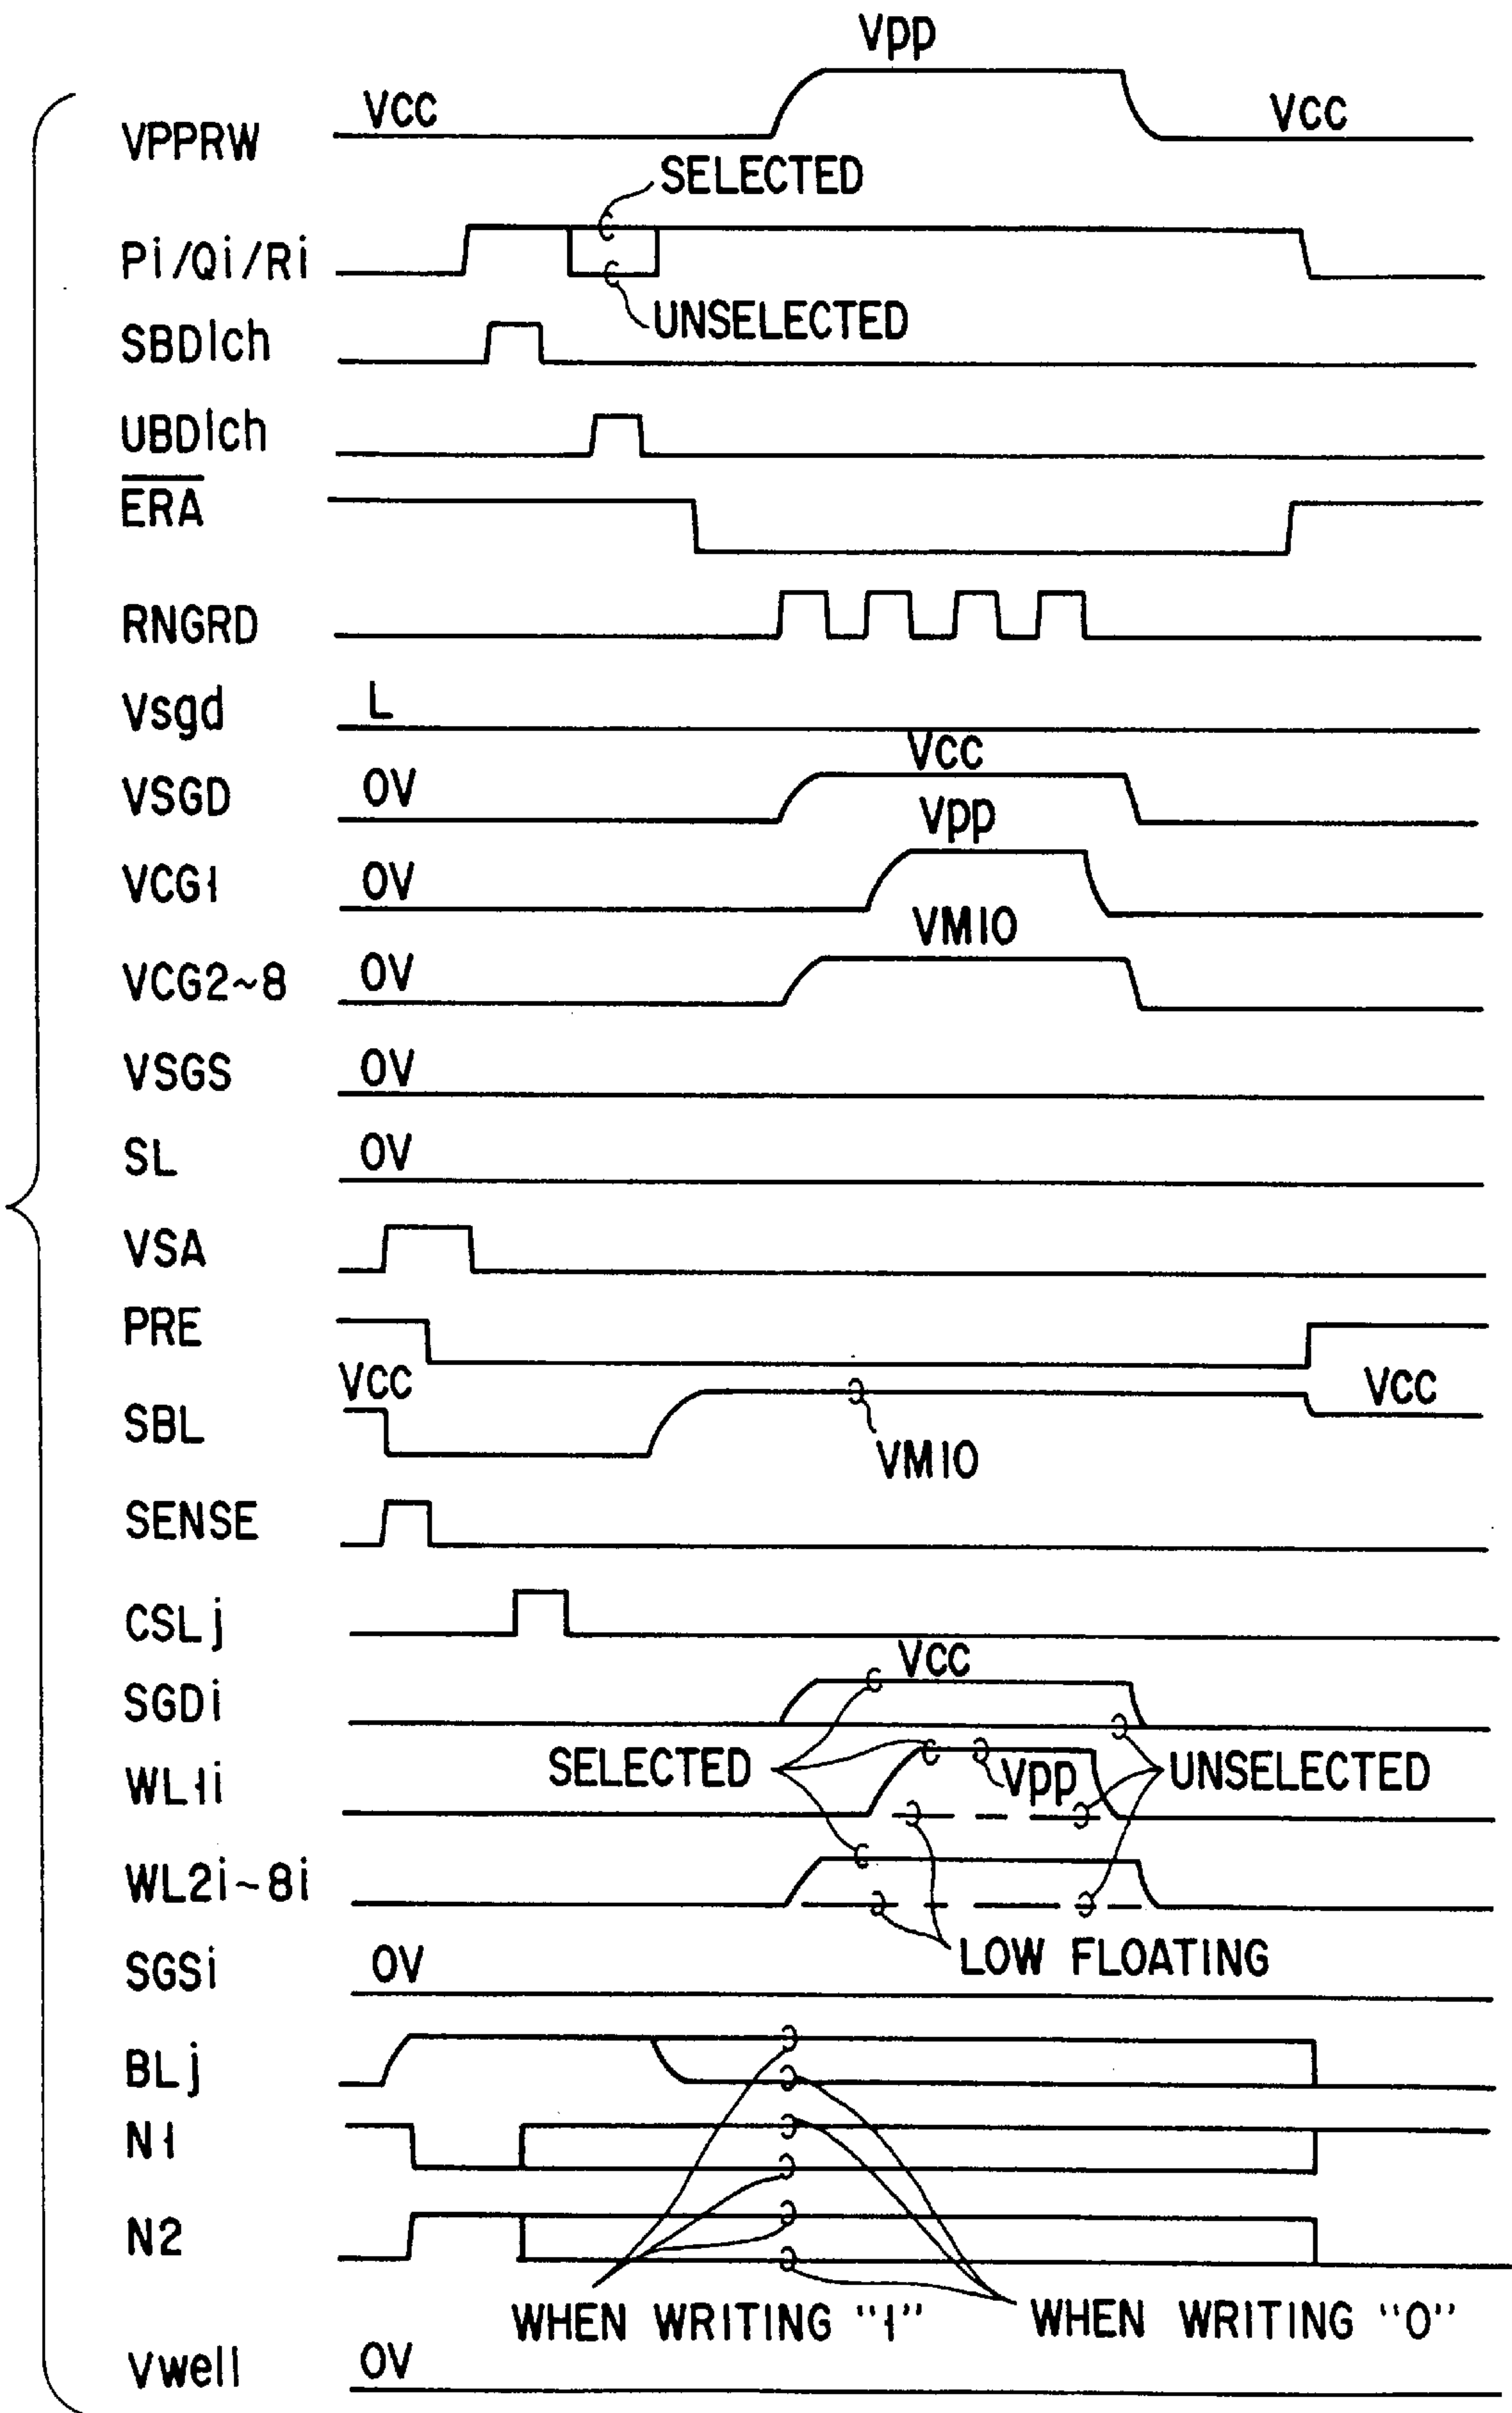 Vpp
VPPRW VCC VCC
SELECTED
Pi/Qi/Ri
UNSELECTED
SBDlch
UBDlch
ERA
RNGRD
Vsgd L
VCC
VSGD 0V
Vpp
VCG1 0V
VM10
VCG2~8 0V
VSGS 0V
SL 0V
VSA
PRE
VCC VCC
SBL
VM10
SENSE
CSLj
VCC
SGDi
SELECTED Vpp UNSELECTED
WL1i
WL2i~8i
LOW FLOATING
SGSi 0V
BLj
N1
N2
WHEN WRITING "1" WHEN WRITING "0"
Vwell 0V